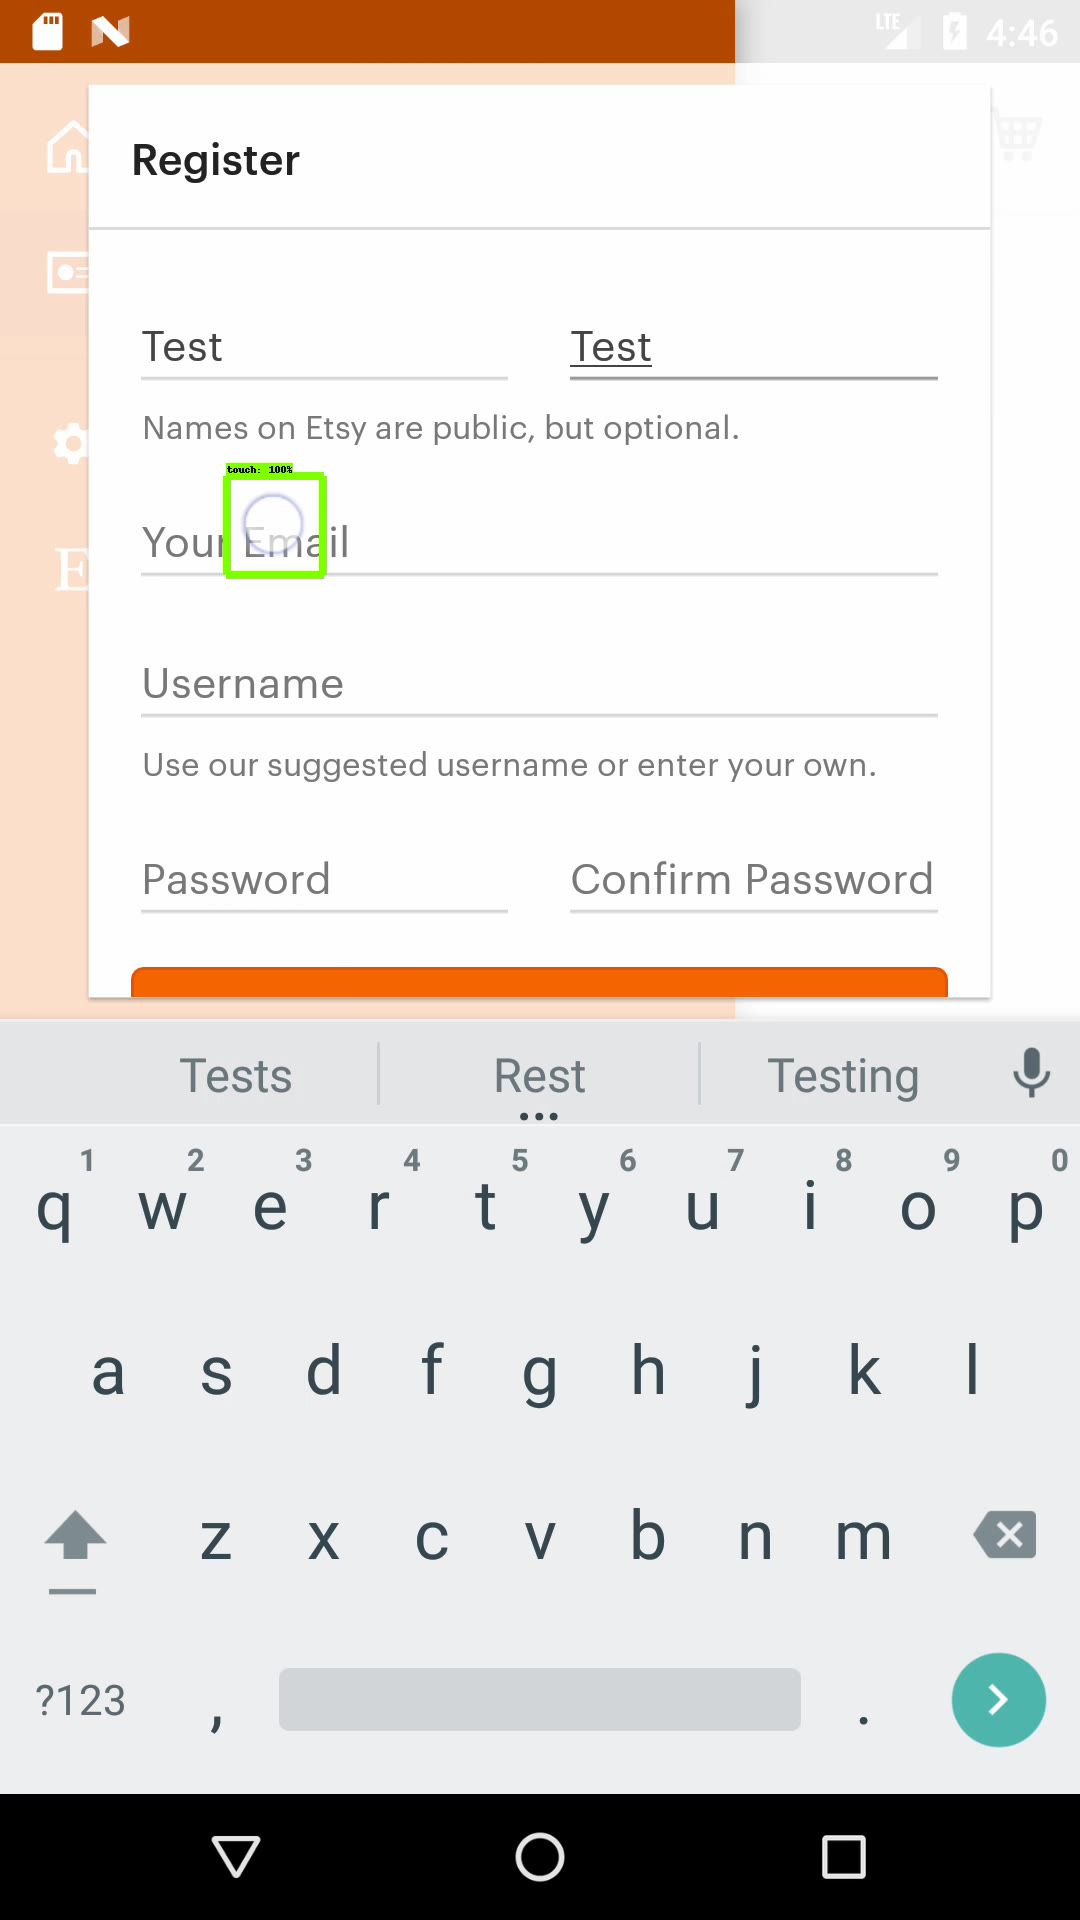 LTE 4:46
Register
Test Test
Names on Etsy are public, but optional.
touch: 100%
Your Email
E
Username
Use our suggested username or enter your own.
Password Confirm Password
Tests Rest Testing
1 2 3 4 5 6 7 8 9 0
q w e r t y u i o p
a s d f g h j k l
z x c v b n m
?123 , .